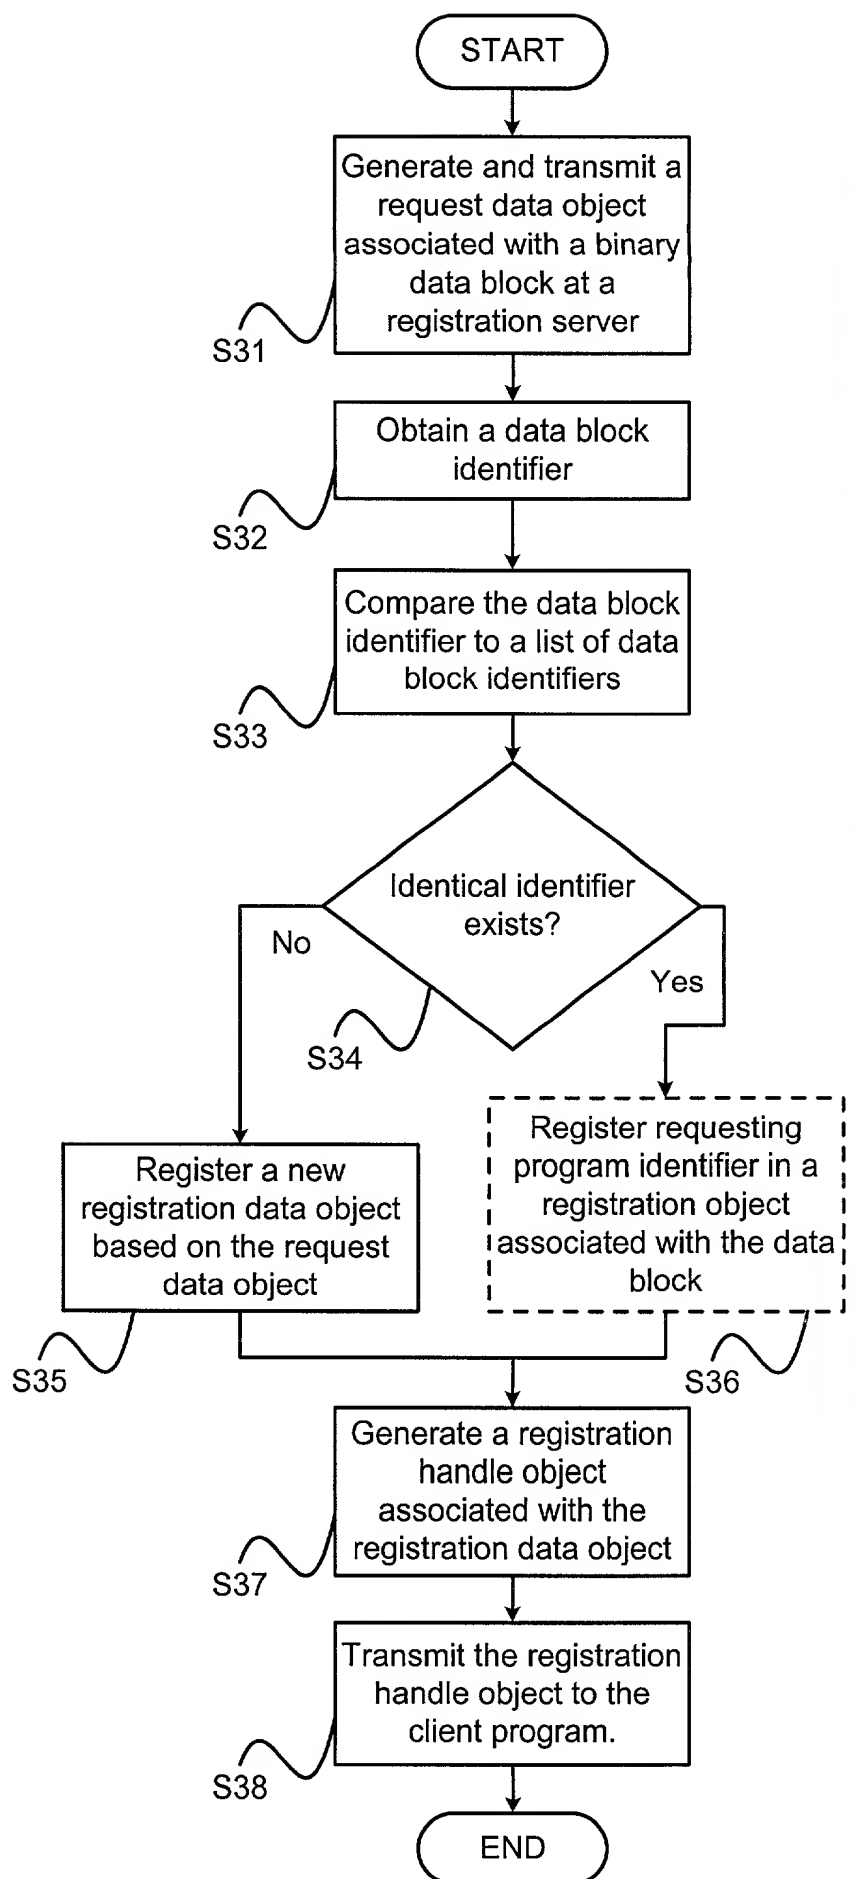 START
Generate and transmit a
request data object
associated with a binary
data block at a
registration server
S31
Obtain a data block
identifier
S32
Compare the data block
identifier to a list of data
block identifiers
S33
Identical identifier
exists?
No
Yes
S34
Register a new
registration data object
based on the request
data object
S35
Register requesting
program identifier in a
registration object
associated with the data
block
S36
Generate a registration
handle object
associated with the
registration data object
S37
Transmit the registration
handle object to the
client program.
S38
END